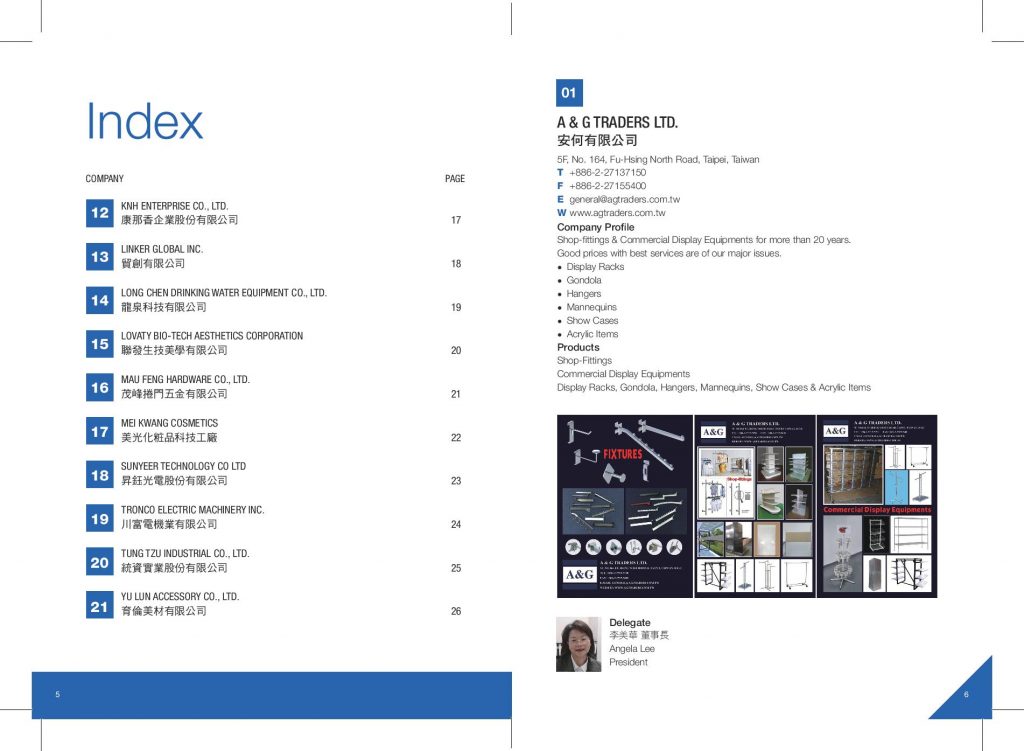 Index
COMPANY PAGE
12 KNH ENTERPRISE CO., LTD.
康那香企業股份有限公司 17
13 LINKER GLOBAL INC.
貿創有限公司 18
14 LONG CHEN DRINKING WATER EQUIPMENT CO., LTD.
龍泉科技有限公司 19
15 LOVATY BIO-TECH AESTHETICS CORPORATION
聯發生技美學有限公司 20
16 MAU FENG HARDWARE CO., LTD.
茂峰捲門五金有限公司 21
17 MEI KWANG COSMETICS
美光化粧品科技工廠 22
18 SUNYEER TECHNOLOGY CO LTD
昇鈺光電股份有限公司 23
19 TRONCO ELECTRIC MACHINERY INC.
川富電機業有限公司 24
20 TUNG TZU INDUSTRIAL CO., LTD.
統資實業股份有限公司 25
21 YU LUN ACCESSORY CO., LTD.
育倫美材有限公司 26
5
01
A & G TRADERS LTD.
安何有限公司
5F, No. 164, Fu-Hsing North Road, Taipei, Taiwan
T +886-2-27137150
F +886-2-27155400
E general@agtraders.com.tw
W www.agtraders.com.tw
Company Profile
Shop-fittings & Commercial Display Equipments for more than 20 years.
Good prices with best services are of our major issues.
• Display Racks
• Gondola
• Hangers
• Mannequins
• Show Cases
• Acrylic Items
Products
Shop-Fittings
Commercial Display Equipments
Display Racks, Gondola, Hangers, Mannequins, Show Cases & Acrylic Items
FIXTURES
A&G
A & G TRADERS LTD.
A&G
A & G TRADERS LTD.
Shop-fittings
A&G
A & G TRADERS LTD.
Commercial Display Equipments
Delegate
李美華 董事長
Angela Lee
President
6